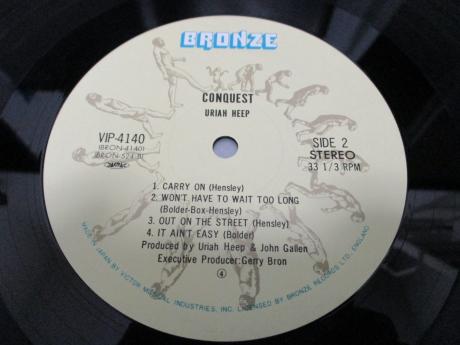 BRONZE
CONQUEST
URIAH HEEP
VIP-4140
(BRON-4140)
(BRON-524-B)
SIDE 2
STEREO
33 1/3 RPM
1. CARRY ON (Hensley)
2. WON'T HAVE TO WAIT TOO LONG
(Bolder-Box-Hensley)
3. OUT ON THE STREET (Hensley)
4. IT AIN'T EASY (Bolder)
Produced by Uriah Heep & John Gallen
Executive Producer:Gerry Bron
4
MADE IN JAPAN BY VICTOR MUSICAL INDUSTRIES, INC. LICENSED BY BRONZE RECORDS LTD, ENGLAND